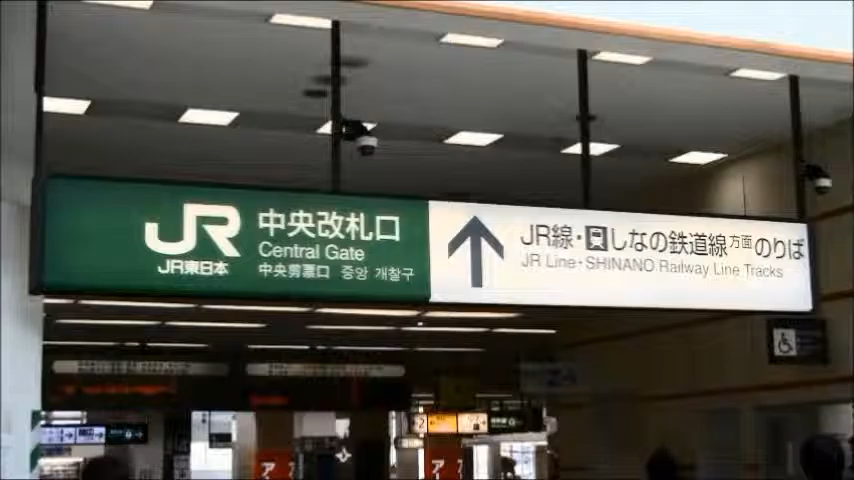 JR
JR東日本
中央改札口
Central Gate
中央剪票口 중앙 개찰구
JR線・しなの鉄道線方面のりば
JR Line・SHINANO Railway Line Tracks